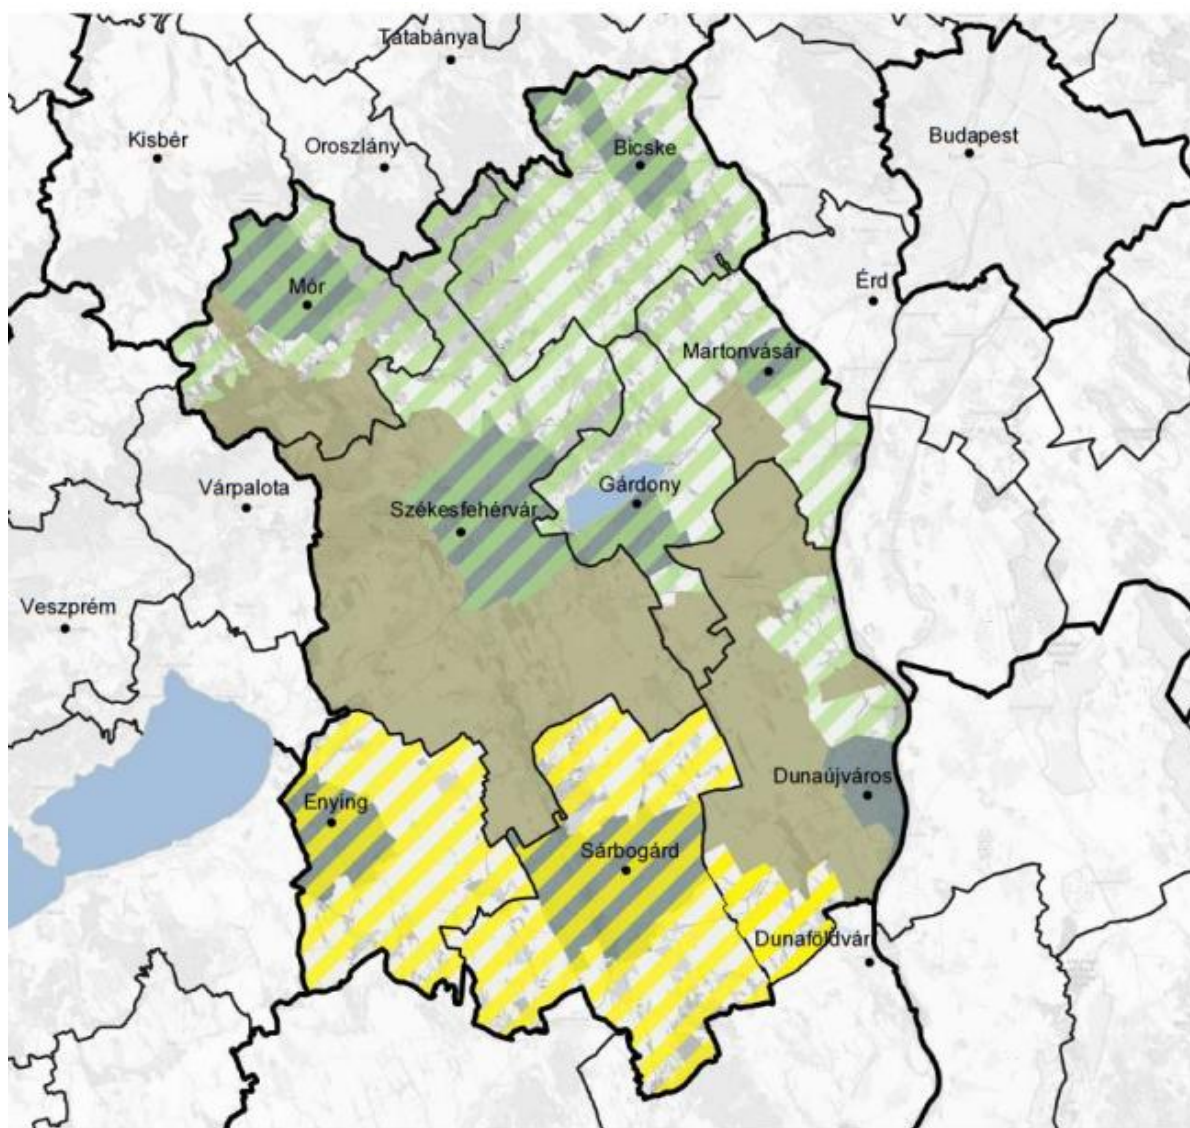 Tatabánya
Kisbér
Oroszlány
Bicske
Budapest
Mór
Érd
Martonvásár
Várpalota
Gárdony
Székesfehérvár
Veszprém
Dunaújváros
Enying
Sárbogárd
Dunaföldvár